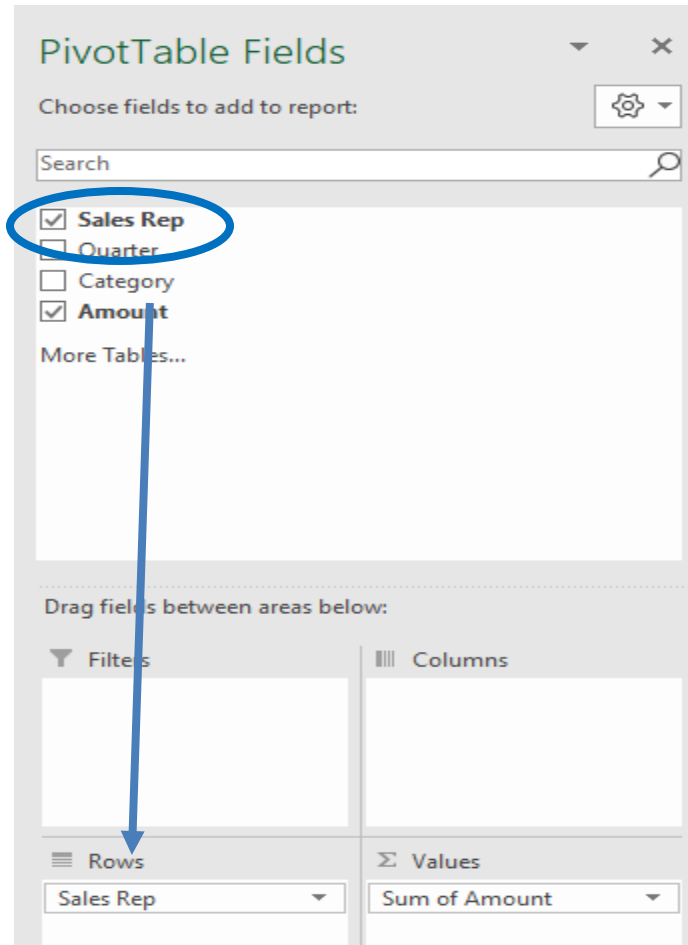 PivotTable Fields
Choose fields to add to report:
Search
Sales Rep
Quarter
Category
Amount
More Tables...
Drag fields between areas below:
Filters
Columns
Rows
Σ Values
Sales Rep
Sum of Amount